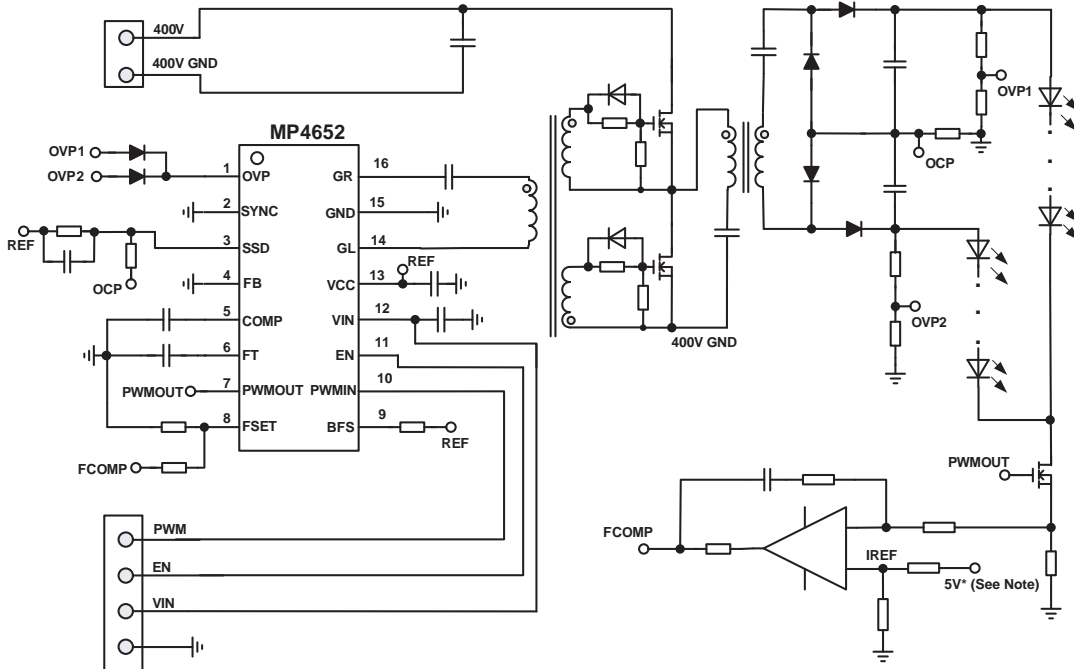 400V
400V GND
MP4652
OVP1
OVP2
1
OVP
GR
16
2
SYNC
GND
15
REF
3
SSD
GL
14
OCP
4
FB
VCC
13
REF
5
COMP
VIN
12
6
FT
EN
11
PWMOUT
7
PWMOUT
PWMIN
10
8
FSET
BFS
9
REF
FCOMP
PWM
EN
VIN
400V GND
OVP1
OCP
OVP2
PWMOUT
FCOMP
IREF
5V* (See Note)